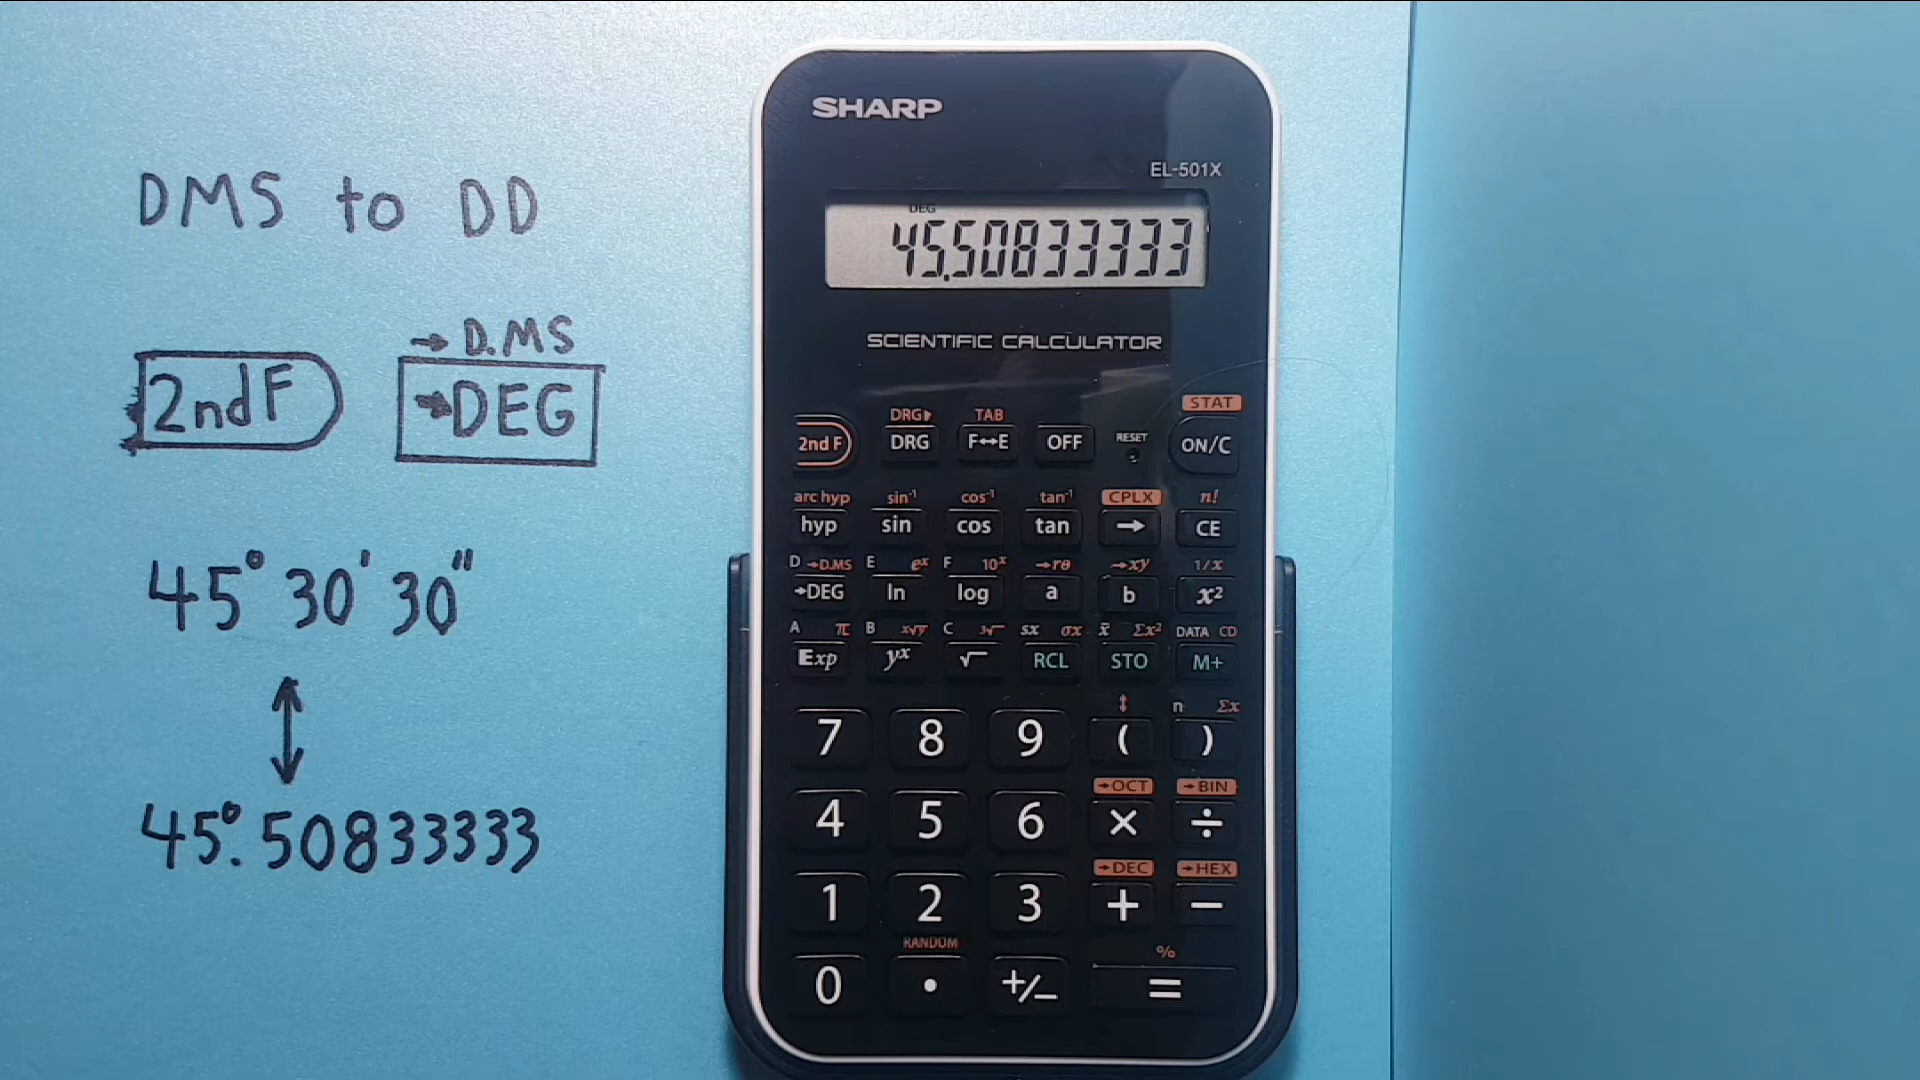 DMS to DD
→ D.MS
2ndF →DEG
45° 30' 30"
45°.50833333
SHARP
EL-501X
DEG
45.50833333
SCIENTIFIC CALCULATOR
STAT
DRG▸ TAB
2nd F DRG F↔E OFF RESET ON/C
arc hyp sin⁻¹ cos⁻¹ tan⁻¹ CPLX n!
hyp sin cos tan → CE
D →D.MS E eˣ F 10ˣ →rθ →xy 1/x
→DEG ln log a b x²
A π B ˣ√y C ³√ sx σx x̄ Σx² DATA CD
Exp yˣ √ RCL STO M+
↕ n Σx
7 8 9 ( )
→OCT →BIN
4 5 6 × ÷
→DEC →HEX
1 2 3 + −
RANDOM %
0 • +/− =